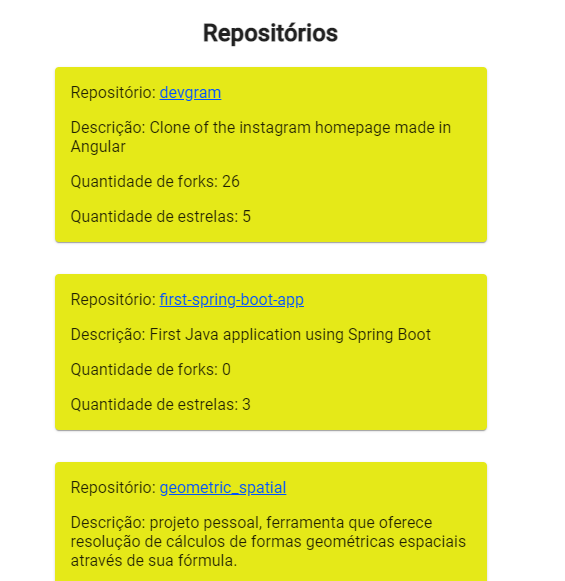 Repositórios
Repositório: devgram
Descrição: Clone of the instagram homepage made in
Angular
Quantidade de forks: 26
Quantidade de estrelas: 5
Repositório: first-spring-boot-app
Descrição: First Java application using Spring Boot
Quantidade de forks: 0
Quantidade de estrelas: 3
Repositório: geometric_spatial
Descrição: projeto pessoal, ferramenta que oferece
resolução de cálculos de formas geométricas espaciais
através de sua fórmula.